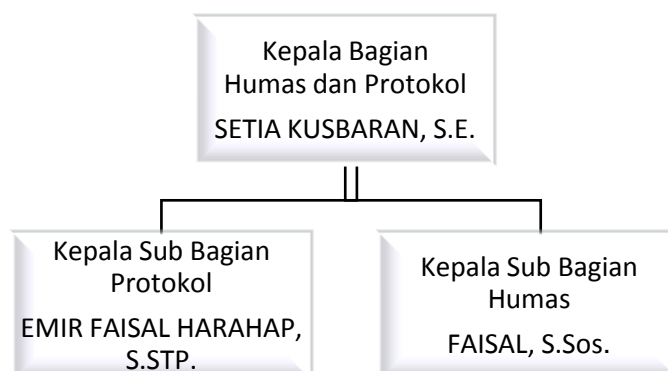 Kepala Bagian
Humas dan Protokol
SETIA KUSBARAN, S.E.
Kepala Sub Bagian
Protokol
EMIR FAISAL HARAHAP,
S.STP.
Kepala Sub Bagian
Humas
FAISAL, S.Sos.